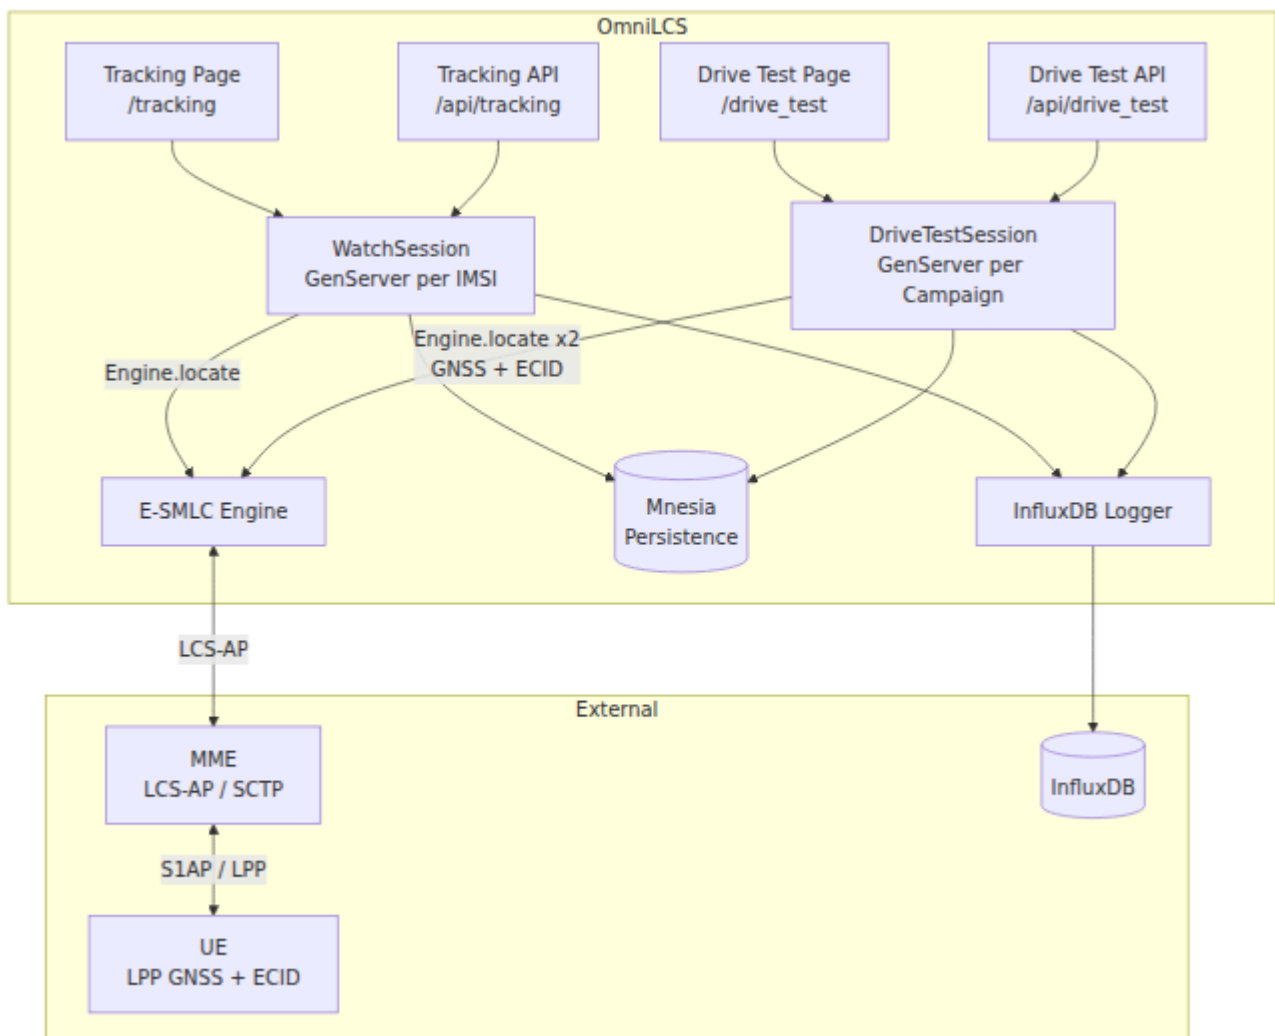 OmniLCS
Tracking Page
/tracking
Tracking API
/api/tracking
Drive Test Page
/drive_test
Drive Test API
/api/drive_test
WatchSession
GenServer per IMSI
DriveTestSession
GenServer per
Campaign
Engine.locate
Engine.locate x2
GNSS + ECID
E-SMLC Engine
Mnesia
Persistence
InfluxDB Logger
LCS-AP
External
MME
LCS-AP / SCTP
InfluxDB
S1AP / LPP
UE
LPP GNSS + ECID